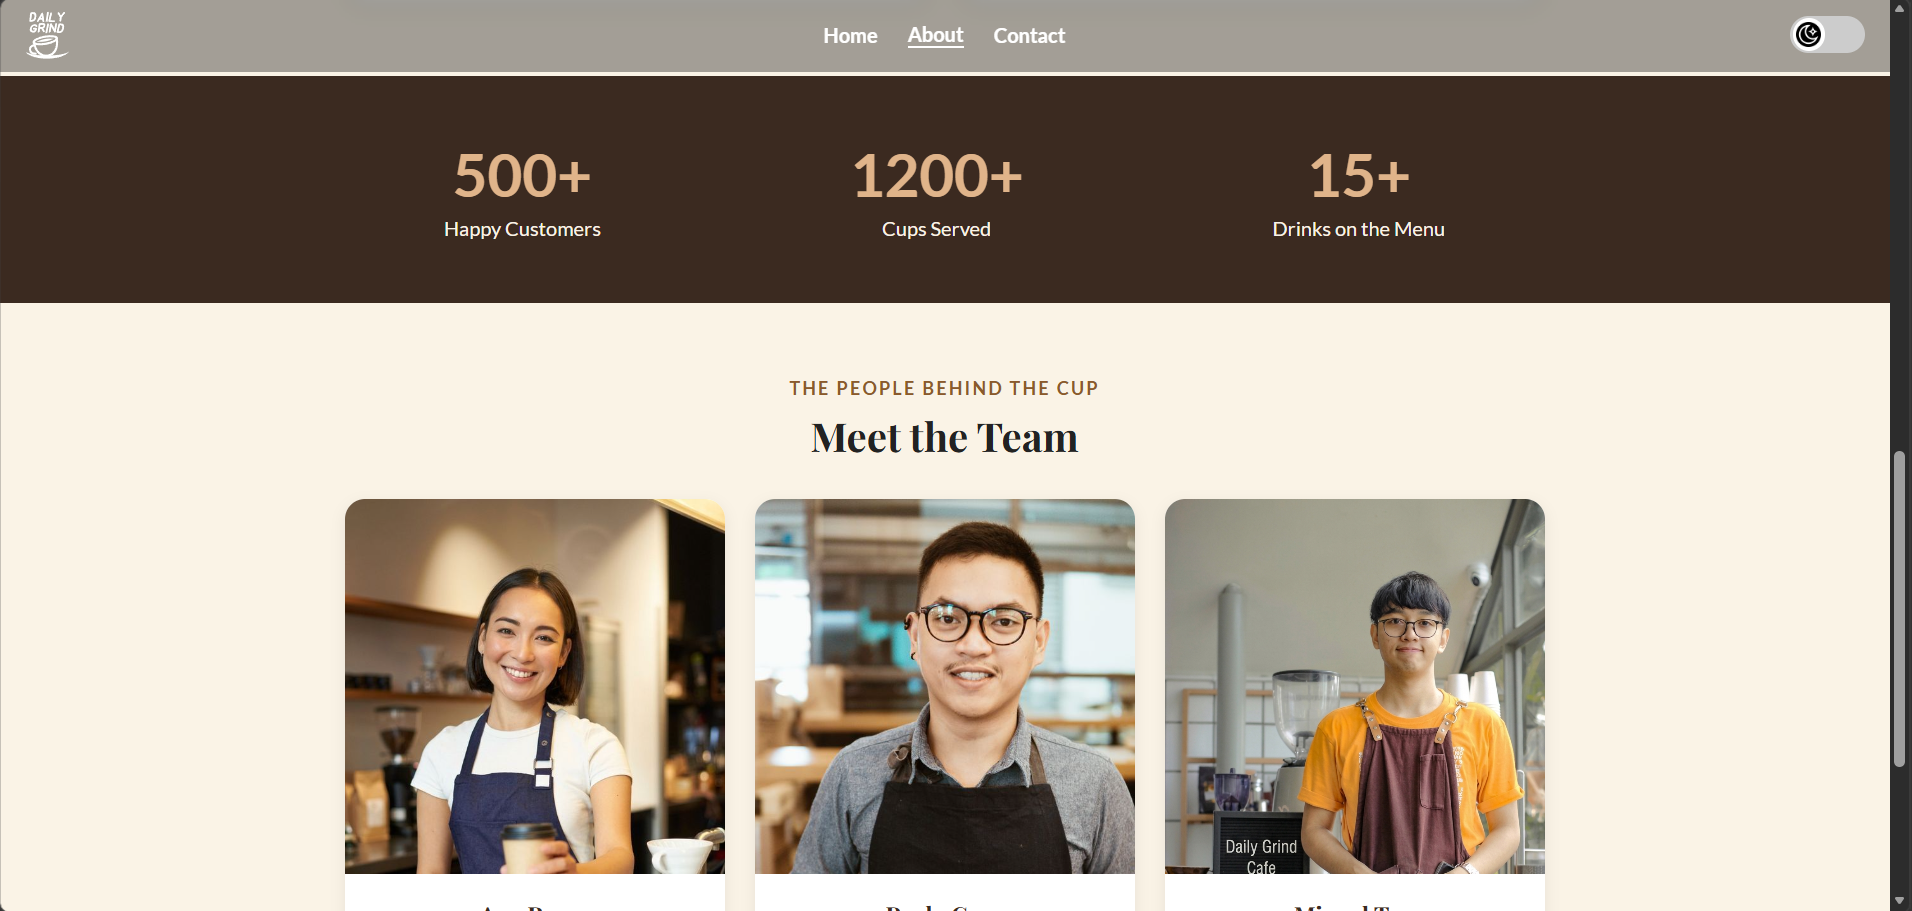 DAILY
GRIND
Home About Contact
500+ 1200+ 15+
Happy Customers Cups Served Drinks on the Menu
THE PEOPLE BEHIND THE CUP
Meet the Team
Daily Grind
Cafe